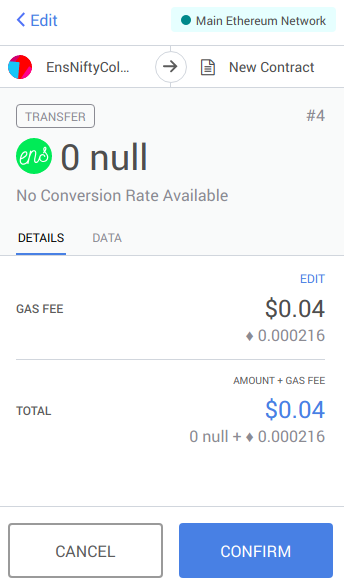 Edit
Main Ethereum Network
EnsNiftyCol...
New Contract
TRANSFER
#4
ens
0 null
No Conversion Rate Available
DETAILS
DATA
EDIT
GAS FEE
$0.04
♦ 0.000216
AMOUNT + GAS FEE
TOTAL
$0.04
0 null + ♦ 0.000216
CANCEL
CONFIRM